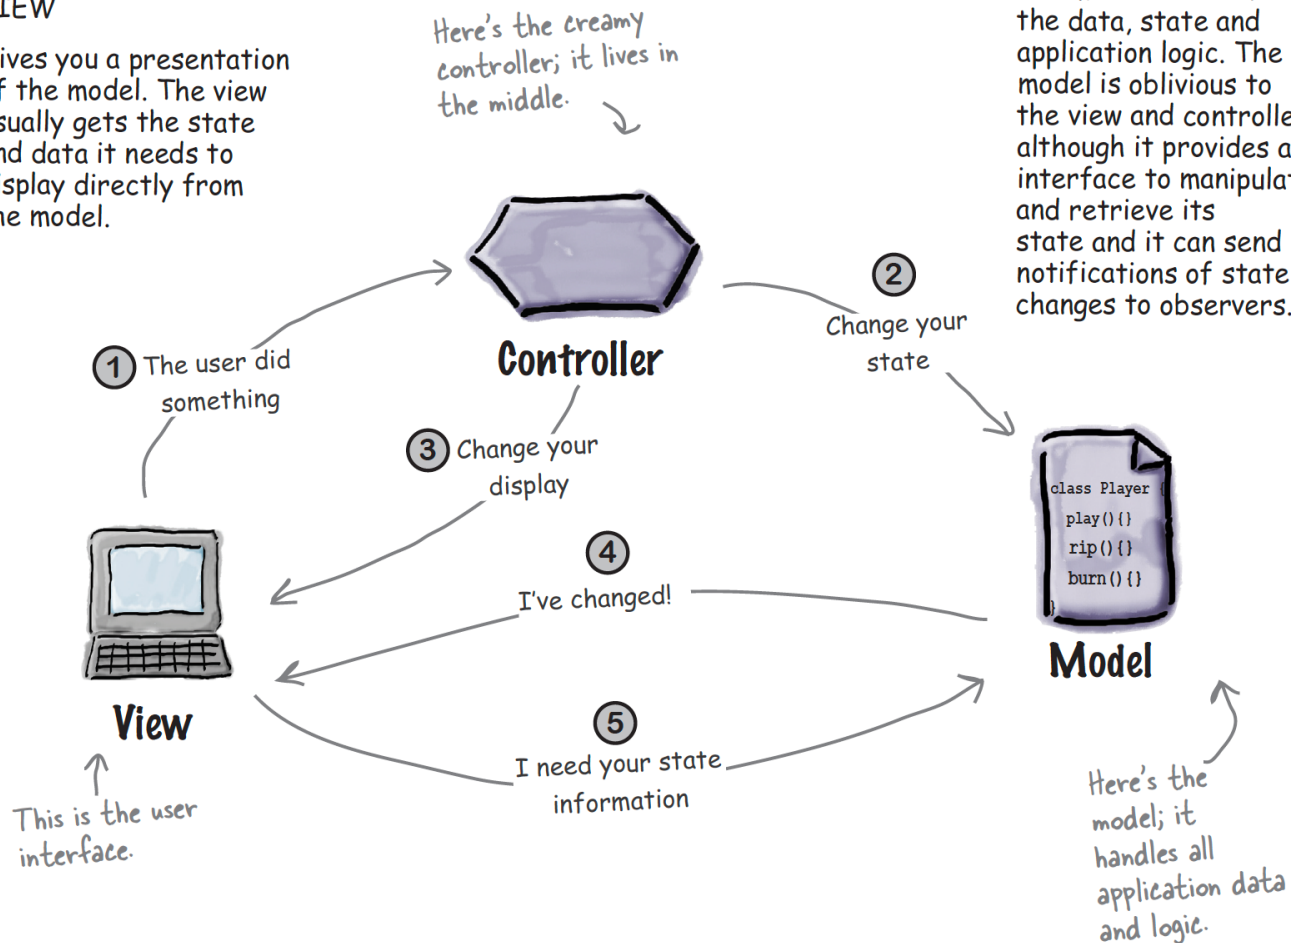 IEW
ives you a presentation
f the model. The view
sually gets the state
nd data it needs to
isplay directly from
he model.
Here's the creamy
controller; it lives in
the middle.
the data, state and
application logic. The
model is oblivious to
the view and controlle
although it provides a
interface to manipulat
and retrieve its
state and it can send
notifications of state
changes to observers.
Controller
1 The user did
something
2
Change your
state
3 Change your
display
4
I've changed!
class Player {
play(){}
rip(){}
burn(){}
}
Model
View
5
I need your state
information
This is the user
interface.
Here's the
model; it
handles all
application data
and logic.